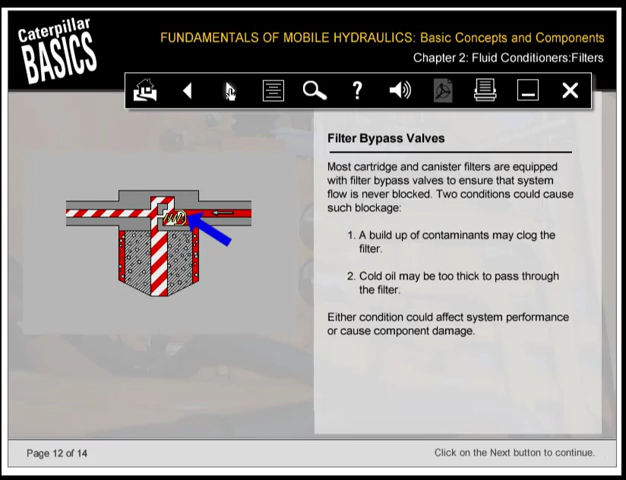 Caterpillar
BASICS
FUNDAMENTALS OF MOBILE HYDRAULICS: Basic Concepts and Components
Chapter 2: Fluid Conditioners:Filters
?
Filter Bypass Valves
Most cartridge and canister filters are equipped
with filter bypass valves to ensure that system
flow is never blocked. Two conditions could cause
such blockage:
1. A build up of contaminants may clog the
filter.
2. Cold oil may be too thick to pass through
the filter.
Either condition could affect system performance
or cause component damage.
Page 12 of 14
Click on the Next button to continue.